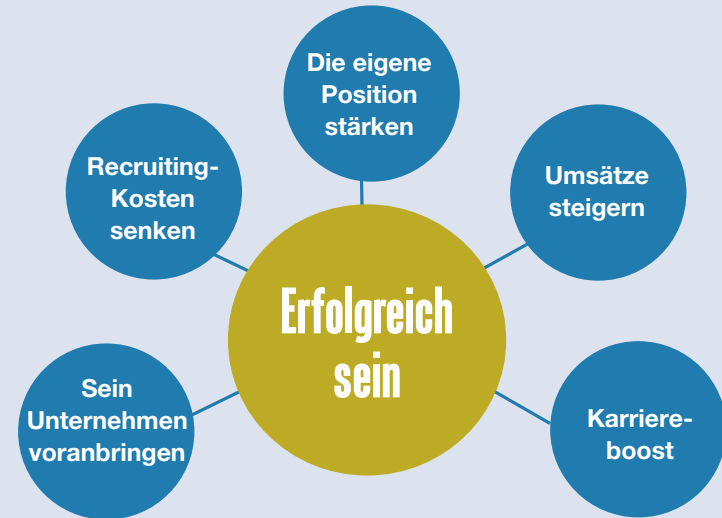 Die eigene
Position
stärken
Recruiting-
Kosten
senken
Umsätze
steigern
Erfolgreich
sein
Sein
Unternehmen
voranbringen
Karriere-
boost